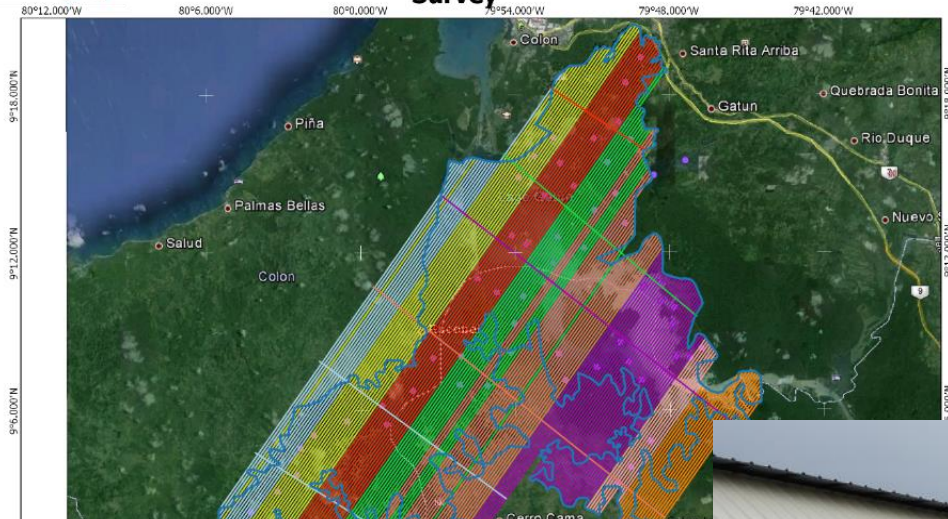 Survey
80°12.000'W 80°6.000'W 80°0.000'W 79°54.000'W 79°48.000'W 79°42.000'W
Colon
Santa Rita Arriba
9°18.000'N
Quebrada Bonita
Gatun
Piña
Rio Duque
Palmas Bellas
Nuevo
Salud
9°12.000'N
Colon
9
Escobal
9°6.000'N
Cerro Cama